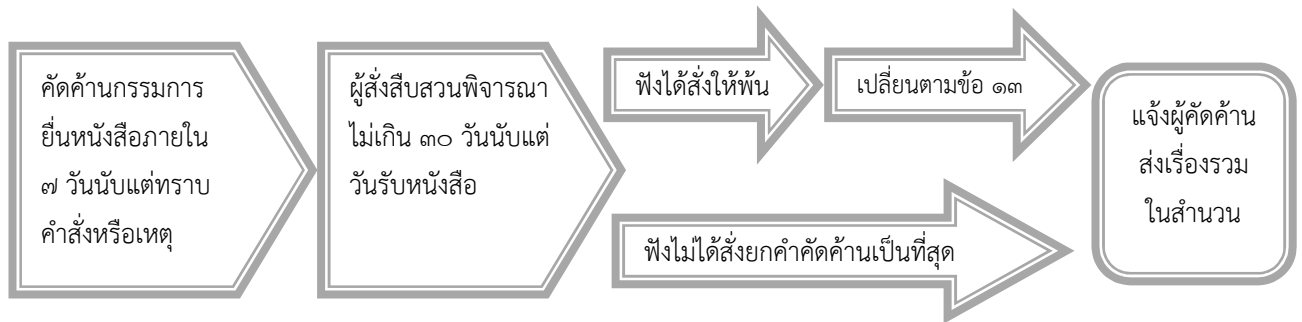 คัดค้านกรรมการ
ยื่นหนังสือภายใน
๗ วันนับแต่ทราบ
คำสั่งหรือเหตุ
ผู้สั่งสืบสวนพิจารณา
ไม่เกิน ๓๐ วันนับแต่
วันรับหนังสือ
ฟังได้สั่งให้พ้น
เปลี่ยนตามข้อ ๑๓
ฟังไม่ได้สั่งยกคำคัดค้านเป็นที่สุด
แจ้งผู้คัดค้าน
ส่งเรื่องรวม
ในสำนวน